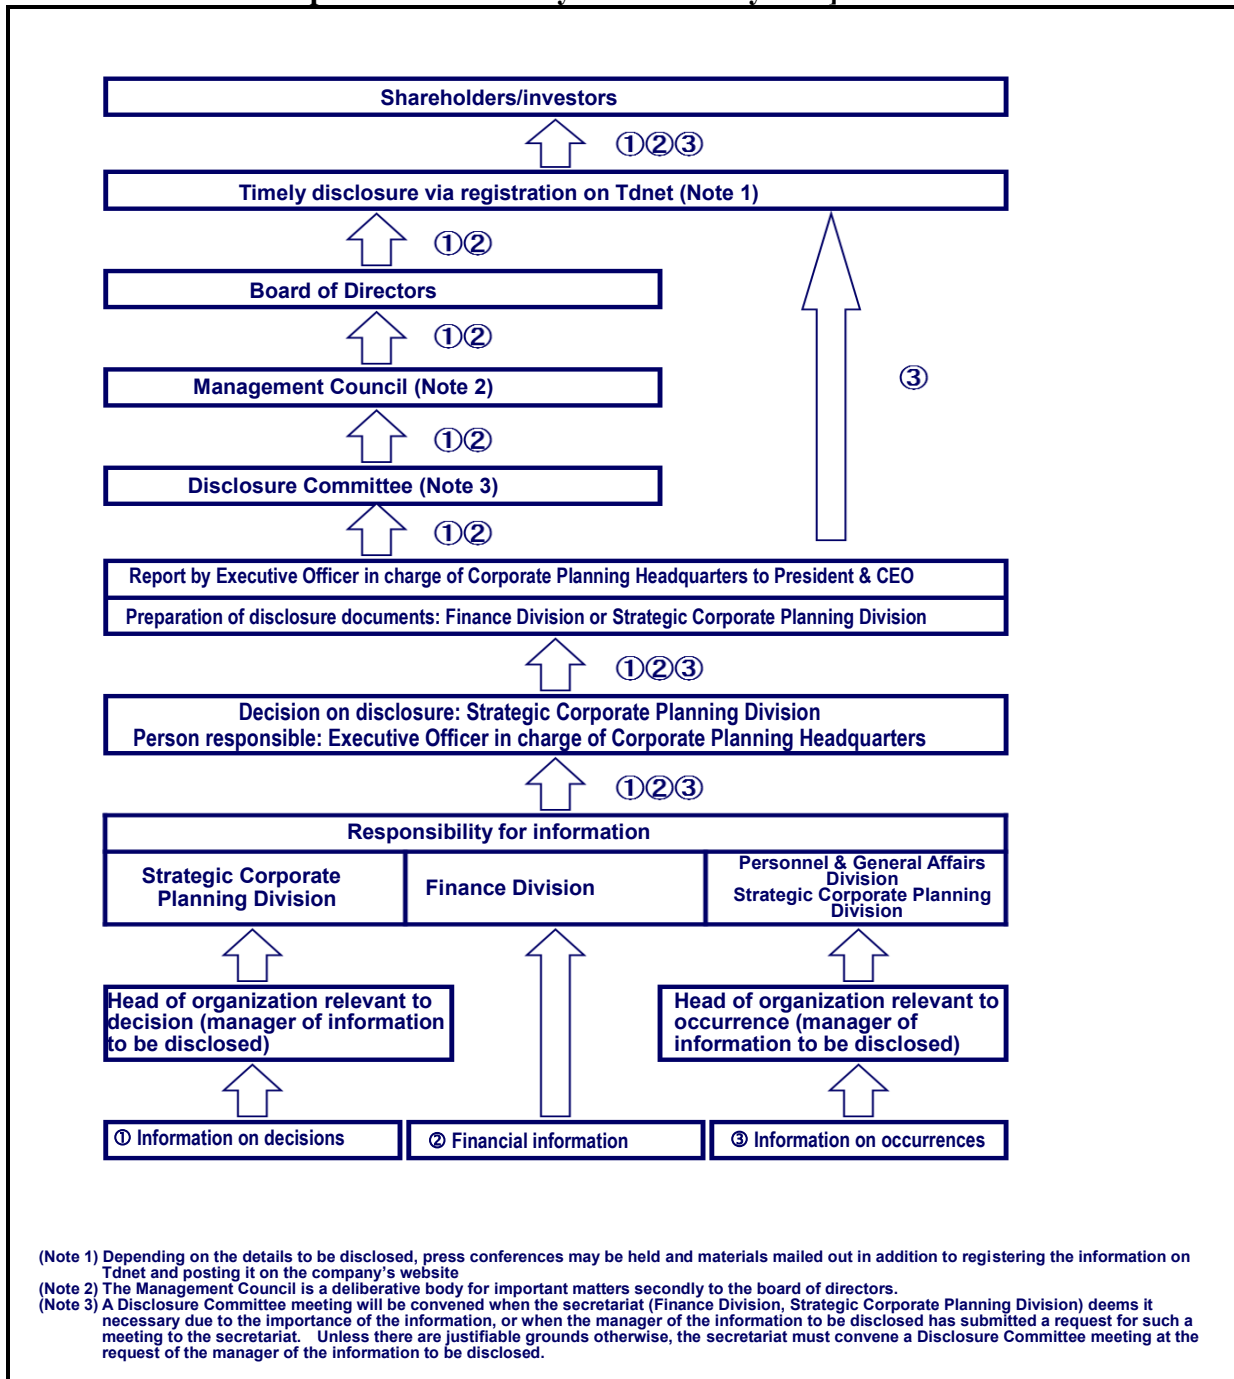 Shareholders/investors
①②③
Timely disclosure via registration on Tdnet (Note 1)
①②
Board of Directors
①②
③
Management Council (Note 2)
①②
Disclosure Committee (Note 3)
①②
Report by Executive Officer in charge of Corporate Planning Headquarters to President & CEO
Preparation of disclosure documents: Finance Division or Strategic Corporate Planning Division
①②③
Decision on disclosure: Strategic Corporate Planning Division
Person responsible: Executive Officer in charge of Corporate Planning Headquarters
①②③
Responsibility for information
Strategic Corporate
Planning Division
Finance Division
Personnel & General Affairs
Division
Strategic Corporate Planning
Division
Head of organization relevant to
decision (manager of information
to be disclosed)
Head of organization relevant to
occurrence (manager of
information to be disclosed)
① Information on decisions
② Financial information
③ Information on occurrences
(Note 1) Depending on the details to be disclosed, press conferences may be held and materials mailed out in addition to registering the information on
Tdnet and posting it on the company's website
(Note 2) The Management Council is a deliberative body for important matters secondly to the board of directors.
(Note 3) A Disclosure Committee meeting will be convened when the secretariat (Finance Division, Strategic Corporate Planning Division) deems it
necessary due to the importance of the information, or when the manager of the information to be disclosed has submitted a request for such a
meeting to the secretariat. Unless there are justifiable grounds otherwise, the secretariat must convene a Disclosure Committee meeting at the
request of the manager of the information to be disclosed.